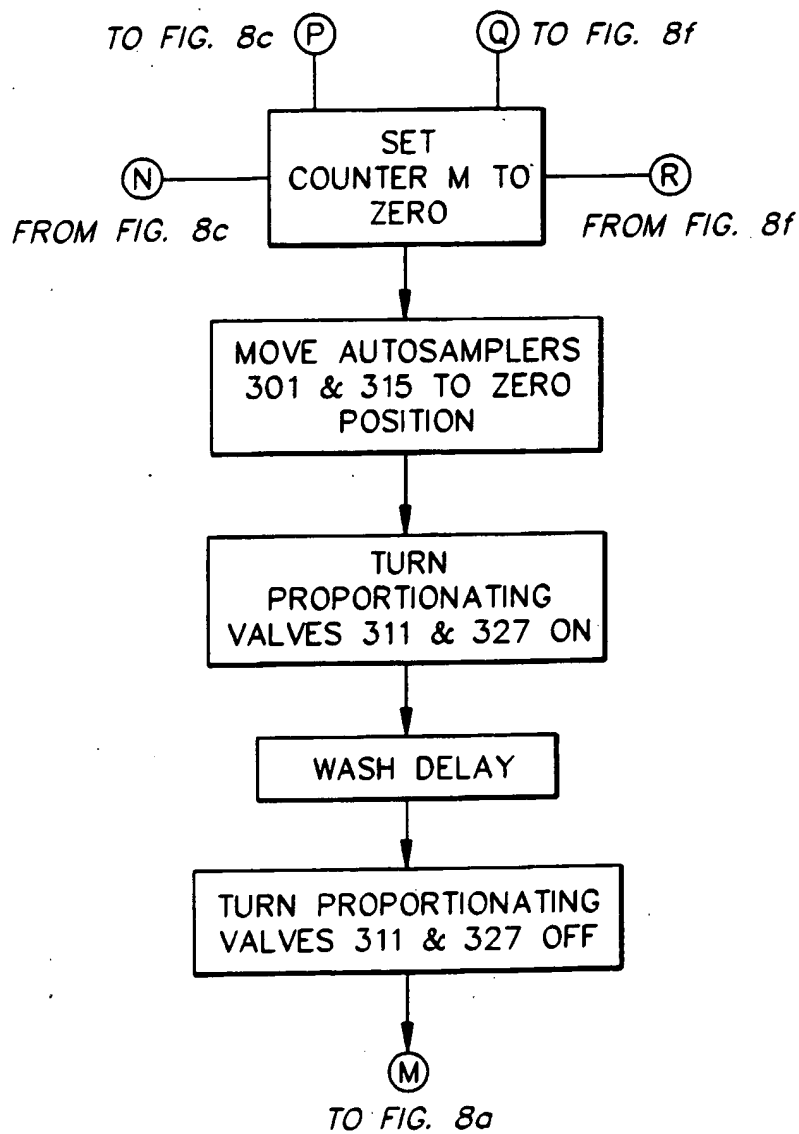 TO FIG. 8c P
Q TO FIG. 8f
SET
COUNTER M TO
ZERO
N
R
FROM FIG. 8c
FROM FIG. 8f
MOVE AUTOSAMPLERS
301 & 315 TO ZERO
POSITION
TURN
PROPORTIONATING
VALVES 311 & 327 ON
WASH DELAY
TURN PROPORTIONATING
VALVES 311 & 327 OFF
M
TO FIG. 8a